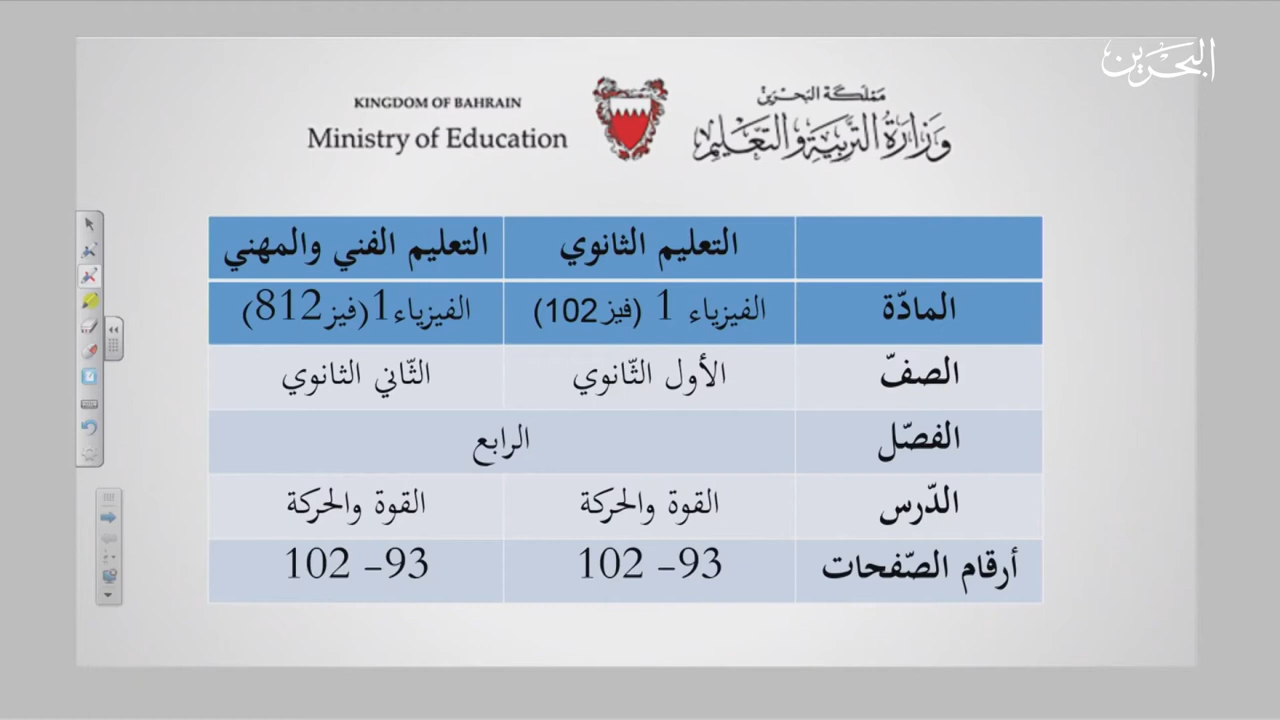 البحرين
KINGDOM OF BAHRAIN
Ministry of Education
مملكة البحرين
وزارة التربية والتعليم
التعليم الثانوي التعليم الفني والمهني
المادّة الفيزياء 1 (فيز102) الفيزياء1(فيز812)
الصفّ الأول الثّانوي الثّاني الثانوي
الفصّل الرابع
الدّرس القوة والحركة القوة والحركة
أرقام الصّفحات 93– 102 93– 102